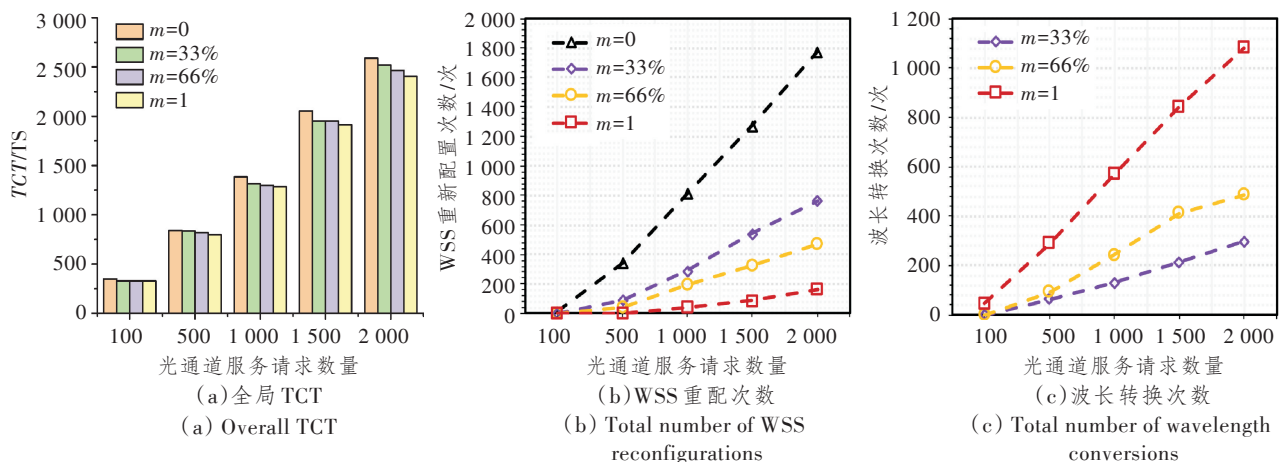 3 000
2 500
2 000
1 500
1 000
500
0
TCT/TS
m=0
m=33%
m=66%
m=1
100 500 1 000 1 500 2 000
光通道服务请求数量
(a)全局 TCT
(a) Overall TCT
2 000
1 800
1 600
1 400
1 200
1 000
800
600
400
200
0
WSS 重新配置次数/次
m=0
m=33%
m=66%
m=1
100 500 1 000 1 500 2 000
光通道服务请求数量
(b)WSS 重配次数
(b) Total number of WSS
reconfigurations
1 200
1 000
800
600
400
200
0
波长转换次数/次
m=33%
m=66%
m=1
100 500 1 000 1 500 2 000
光通道服务请求数量
(c)波长转换次数
(c) Total number of wavelength
conversions